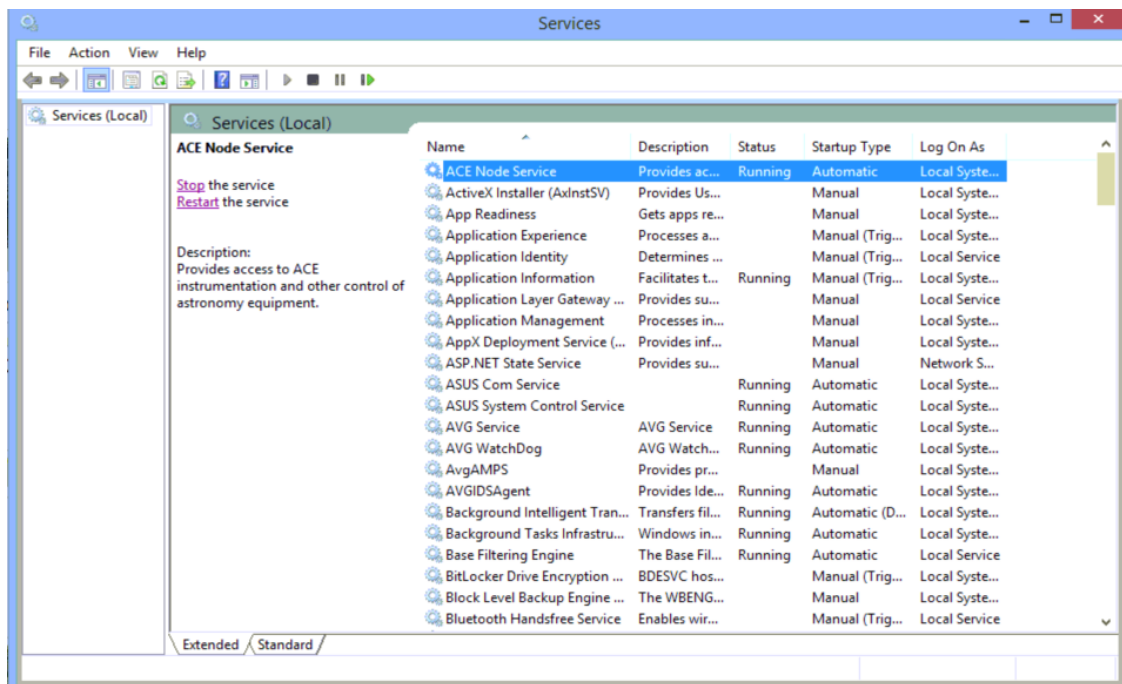 Services
File Action View Help
Services (Local)
Services (Local)
ACE Node Service
Stop the service
Restart the service
Description:
Provides access to ACE
instrumentation and other control of
astronomy equipment.
Name Description Status Startup Type Log On As
ACE Node Service Provides ac... Running Automatic Local Syste...
ActiveX Installer (AxInstSV) Provides Us... Manual Local Syste...
App Readiness Gets apps re... Manual Local Syste...
Application Experience Processes a... Manual (Trig... Local Syste...
Application Identity Determines ... Manual (Trig... Local Service
Application Information Facilitates t... Running Manual (Trig... Local Syste...
Application Layer Gateway ... Provides su... Manual Local Service
Application Management Processes in... Manual Local Syste...
AppX Deployment Service (... Provides inf... Manual Local Syste...
ASP.NET State Service Provides su... Manual Network S...
ASUS Com Service Running Automatic Local Syste...
ASUS System Control Service Running Automatic Local Syste...
AVG Service AVG Service Running Automatic Local Syste...
AVG WatchDog AVG Watch... Running Automatic Local Syste...
AvgAMPS Provides pr... Manual Local Syste...
AVGIDSAgent Provides Ide... Running Automatic Local Syste...
Background Intelligent Tran... Transfers fil... Running Automatic (D... Local Syste...
Background Tasks Infrastru... Windows in... Running Automatic Local Syste...
Base Filtering Engine The Base Fil... Running Automatic Local Service
BitLocker Drive Encryption ... BDESVC hos... Manual (Trig... Local Syste...
Block Level Backup Engine ... The WBENG... Manual Local Syste...
Bluetooth Handsfree Service Enables wir... Manual (Trig... Local Service
Extended Standard